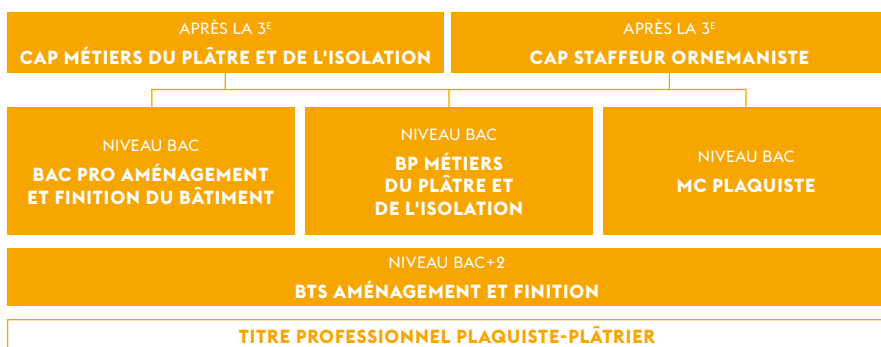 APRÈS LA 3E
CAP MÉTIERS DU PLÂTRE ET DE L'ISOLATION
APRÈS LA 3E
CAP STAFFEUR ORNEMANISTE
NIVEAU BAC
BAC PRO AMÉNAGEMENT
ET FINITION DU BÂTIMENT
NIVEAU BAC
BP MÉTIERS
DU PLÂTRE ET
DE L'ISOLATION
NIVEAU BAC
MC PLAQUISTE
NIVEAU BAC+2
BTS AMÉNAGEMENT ET FINITION
TITRE PROFESSIONNEL PLAQUISTE-PLÂTRIER